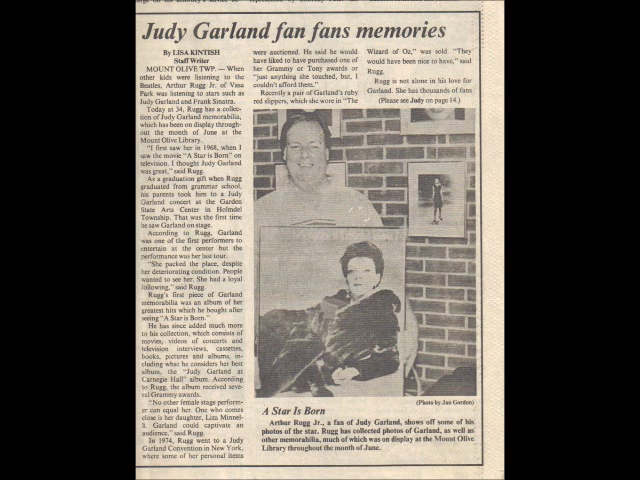 Judy Garland fan fans memories
By LISA KINTISH
Staff Writer
MOUNT OLIVE TWP. — When
other kids were listening to the
Beatles, Arthur Rugg Jr. of Vasa
Park was listening to stars such as
Judy Garland and Frank Sinatra.
Today at 34, Rugg has a collec-
tion of Judy Garland memorabilia,
which has been on display through-
out the month of June at the
Mount Olive Library.
"I first saw her in 1968, when I
saw the movie "A Star is Born" on
television. I thought Judy Garland
was great," said Rugg.
As a graduation gift when Rugg
graduated from grammar school,
his parents took him to a Judy
Garland concert at the Garden
State Arts Center in Holmdel
Township. That was the first time
he saw Garland on stage.
According to Rugg, Garland
was one of the first performers to
entertain at the center but the
performance was her last tour.
"She packed the place, despite
her deteriorating condition. People
wanted to see her. She had a loyal
following," said Rugg.
Rugg's first piece of Garland
memorabilia was an album of her
greatest hits which he bought after
seeing "A Star is Born."
He has since added much more
to his collection, which consists of
movies, videos of concerts and
television interviews, cassettes,
books, pictures and albums, in-
cluding what he considers her best
album, the "Judy Garland at
Carnegie Hall" album. According
to Rugg, the album received seve-
ral Grammy awards.
"No other female stage perform-
er can equal her. One who comes
close is her daughter, Liza Minnel-
li. Garland could captivate an
audience," said Rugg.
In 1974, Rugg went to a Judy
Garland Convention in New York,
where some of her personal items
were auctioned. He said he would
have liked to have purchased one of
her Grammy or Tony awards or
"just anything she touched, but, I
couldn't afford them."
Recently a pair of Garland's ruby
red slippers, which she wore in "The
Wizard of Oz," was sold. "They
would have been nice to have," said
Rugg.
Rugg is not alone in his love for
Garland. She has thousands of fans
(Please see Judy on page 14.)
(Photo by Jan Gordon)
A Star Is Born
Arthur Rugg Jr., a fan of Judy Garland, shows off some of his
photos of the star. Rugg has collected photos of Garland, as well as
other memorabilia, much of which was on display at the Mount Olive
Library throughout the month of June.